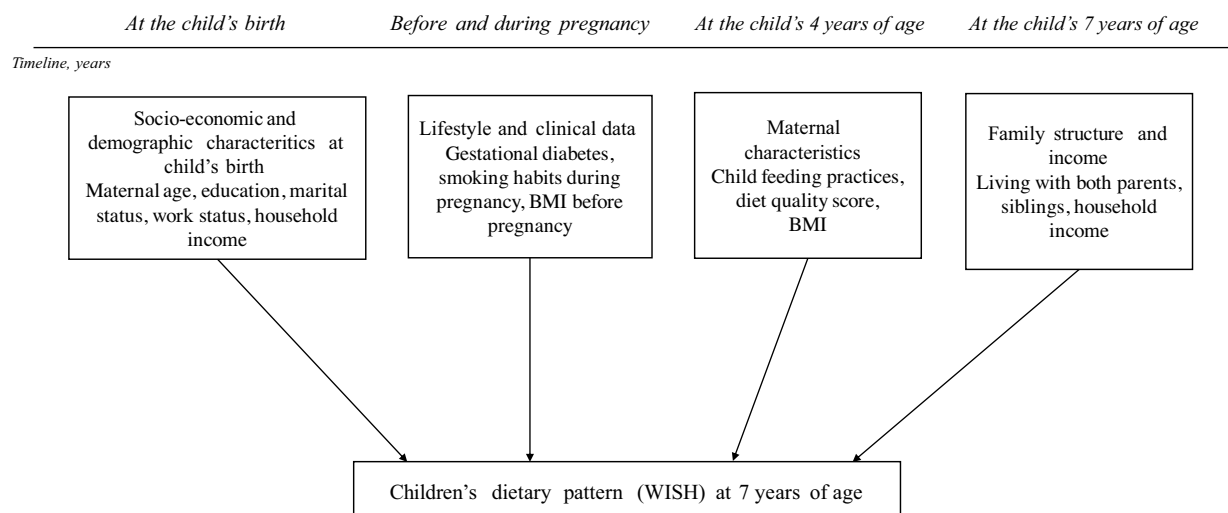 At the child's birth
Before and during pregnancy
At the child's 4 years of age
At the child's 7 years of age
Timeline, years
Socio-economic and
demographic characteritics at
child's birth
Maternal age, education, marital
status, work status, household
income
Lifestyle and clinical data
Gestational diabetes,
smoking habits during
pregnancy, BMI before
pregnancy
Maternal
characteristics
Child feeding practices,
diet quality score,
BMI
Family structure and
income
Living with both parents,
siblings, household
income
Children's dietary pattern (WISH) at 7 years of age